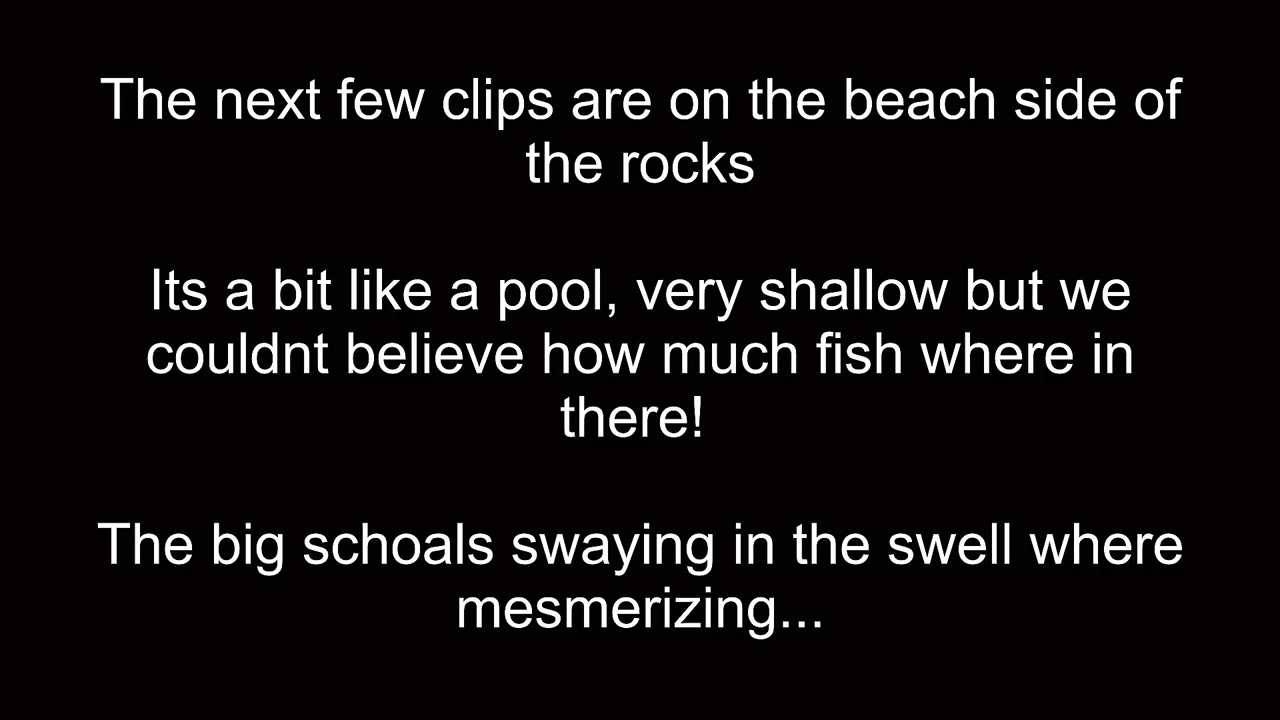 The next few clips are on the beach side of
the rocks
Its a bit like a pool, very shallow but we
couldnt believe how much fish where in
there!
The big schoals swaying in the swell where
mesmerizing...